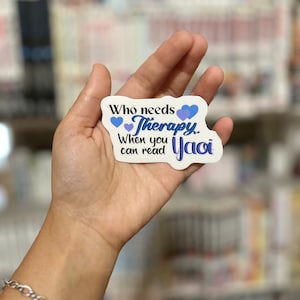 Who needs
Therapy,
When you
can read Yaoi